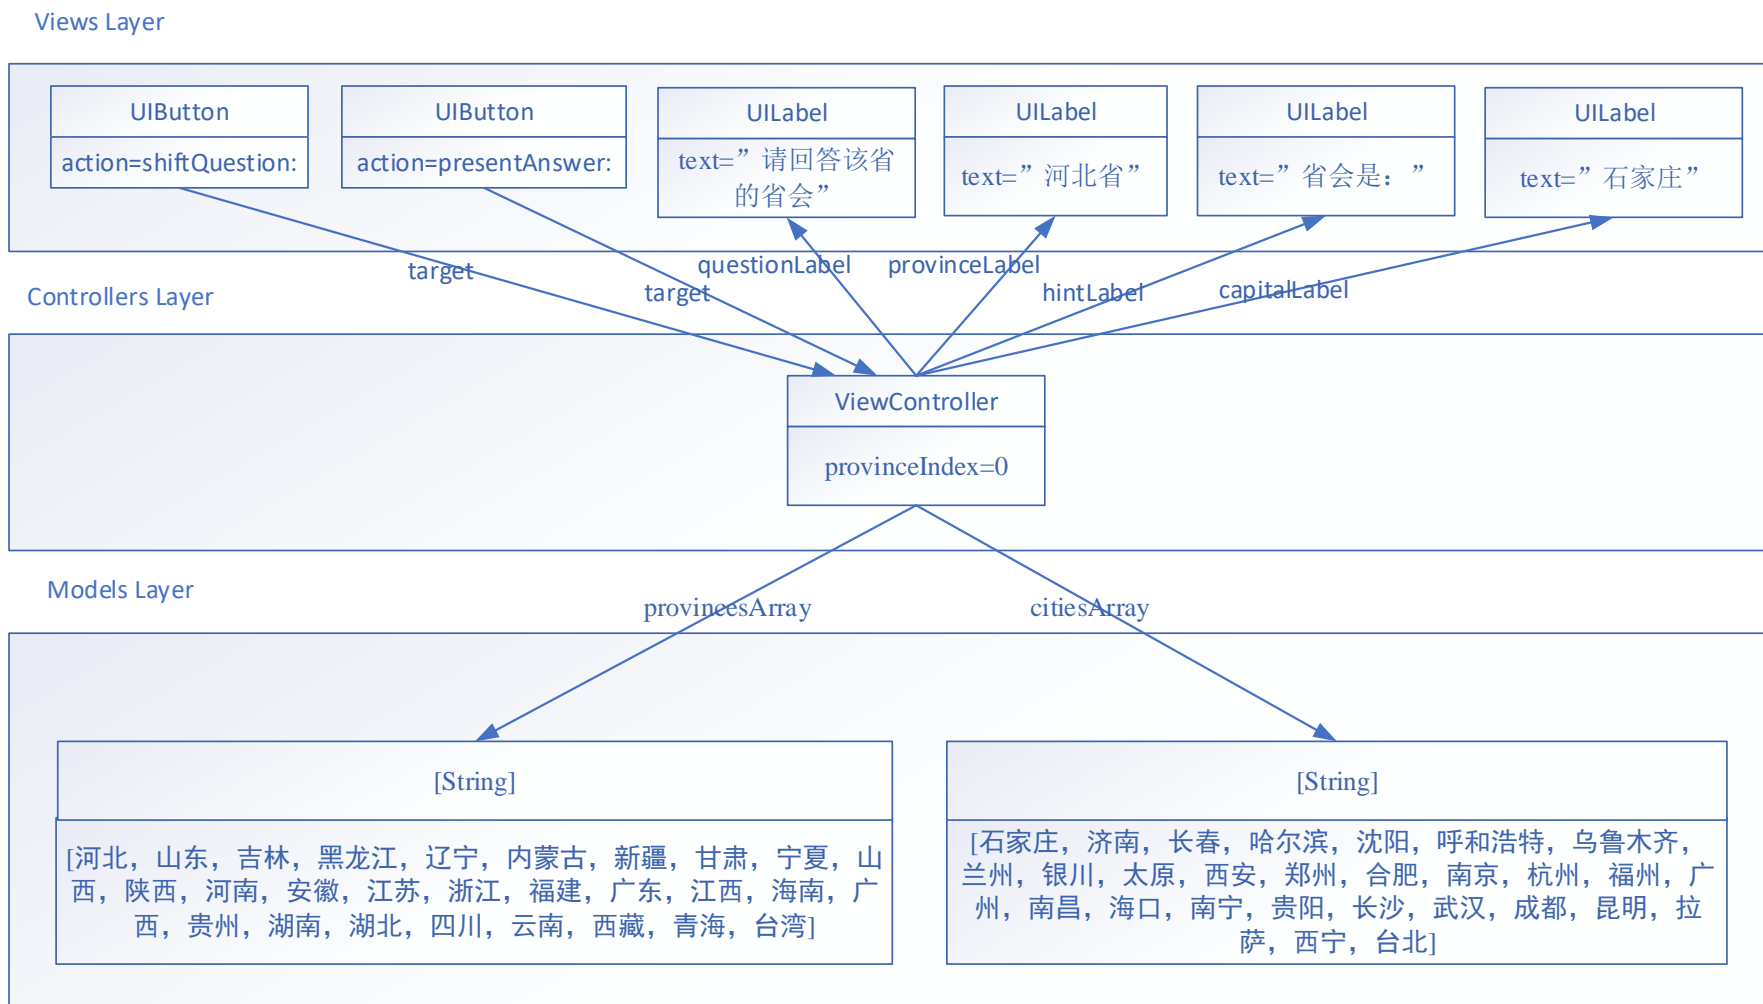 Views Layer
UIButton
action=shiftQuestion:
UIButton
action=presentAnswer:
UILabel
text=”请回答该省
的省会”
UILabel
text=”河北省”
UILabel
text=”省会是：”
UILabel
text=”石家庄”
target
target
questionLabel
provinceLabel
hintLabel
capitalLabel
Controllers Layer
ViewController
provinceIndex=0
Models Layer
provincesArray
citiesArray
[String]
[河北，山东，吉林，黑龙江，辽宁，内蒙古，新疆，甘肃，宁夏，山
西，陕西，河南，安徽，江苏，浙江，福建，广东，江西，海南，广
西，贵州，湖南，湖北，四川，云南，西藏，青海，台湾]
[String]
[石家庄，济南，长春，哈尔滨，沈阳，呼和浩特，乌鲁木齐，
兰州，银川，太原，西安，郑州，合肥，南京，杭州，福州，广
州，南昌，海口，南宁，贵阳，长沙，武汉，成都，昆明，拉
萨，西宁，台北]